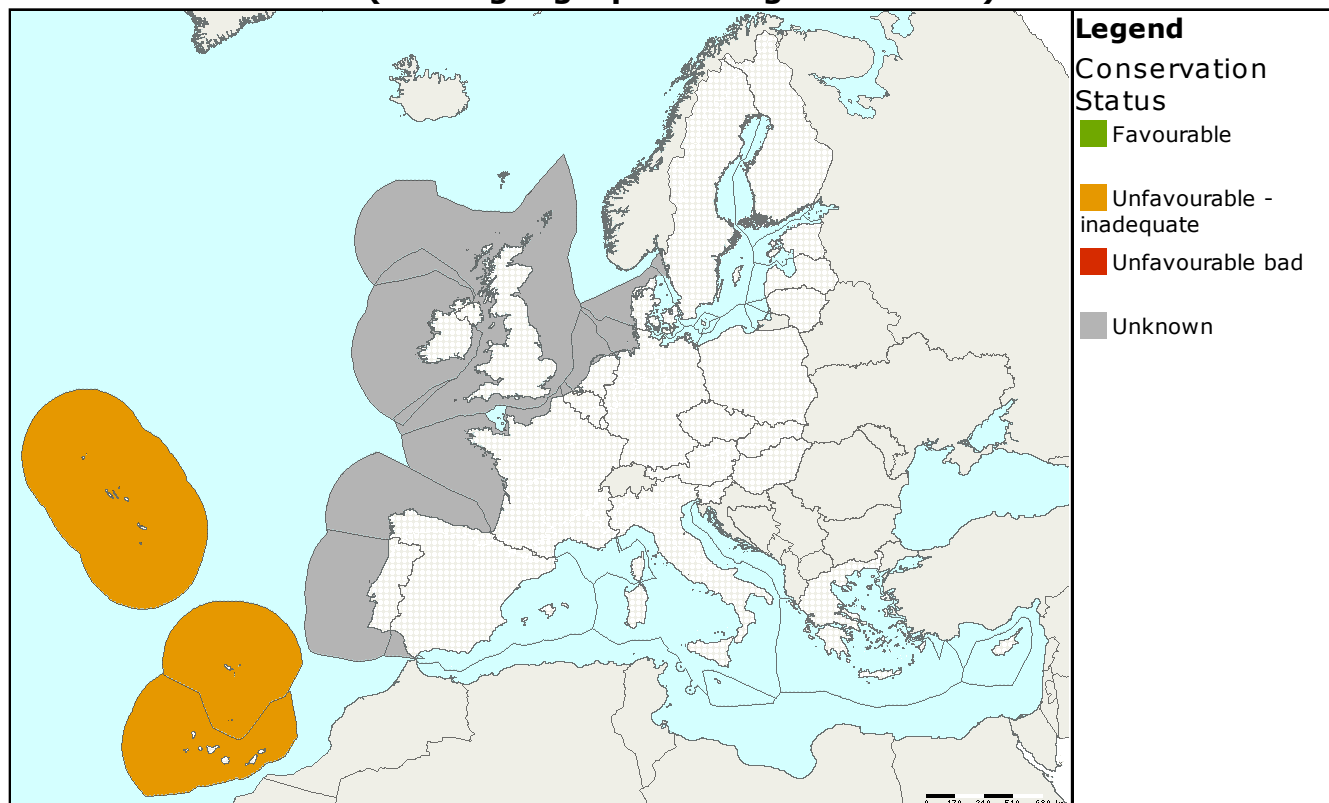 Legend
Conservation
Status
Favourable
Unfavourable -
inadequate
Unfavourable bad
Unknown